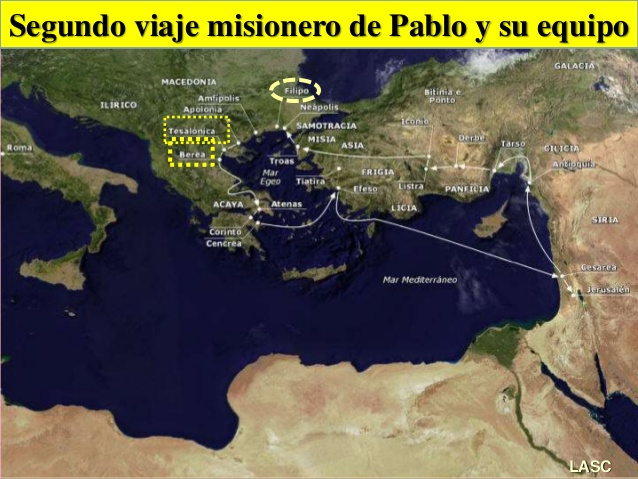 Segundo viaje misionero de Pablo y su equipo
GALACIA
MACEDONIA
Filipo
Bitinia e
Ponto
ILÍRICO
Amfípolis
Apolonia
Neápolis
Iconio
Tesalónica
SAMOTRACIA
MISIA
ASIA
Derbe
Tarso
CILICIA
Roma
Berea
Troas
Antioquía
Mar
Egeo
FRIGIA
Tiatira
Efeso
Listra
PANFILIA
ACAYA
Atenas
LICIA
SIRIA
Corinto
Cencrea
Cesarea
Mar Mediterráneo
Jerusalén
LASC